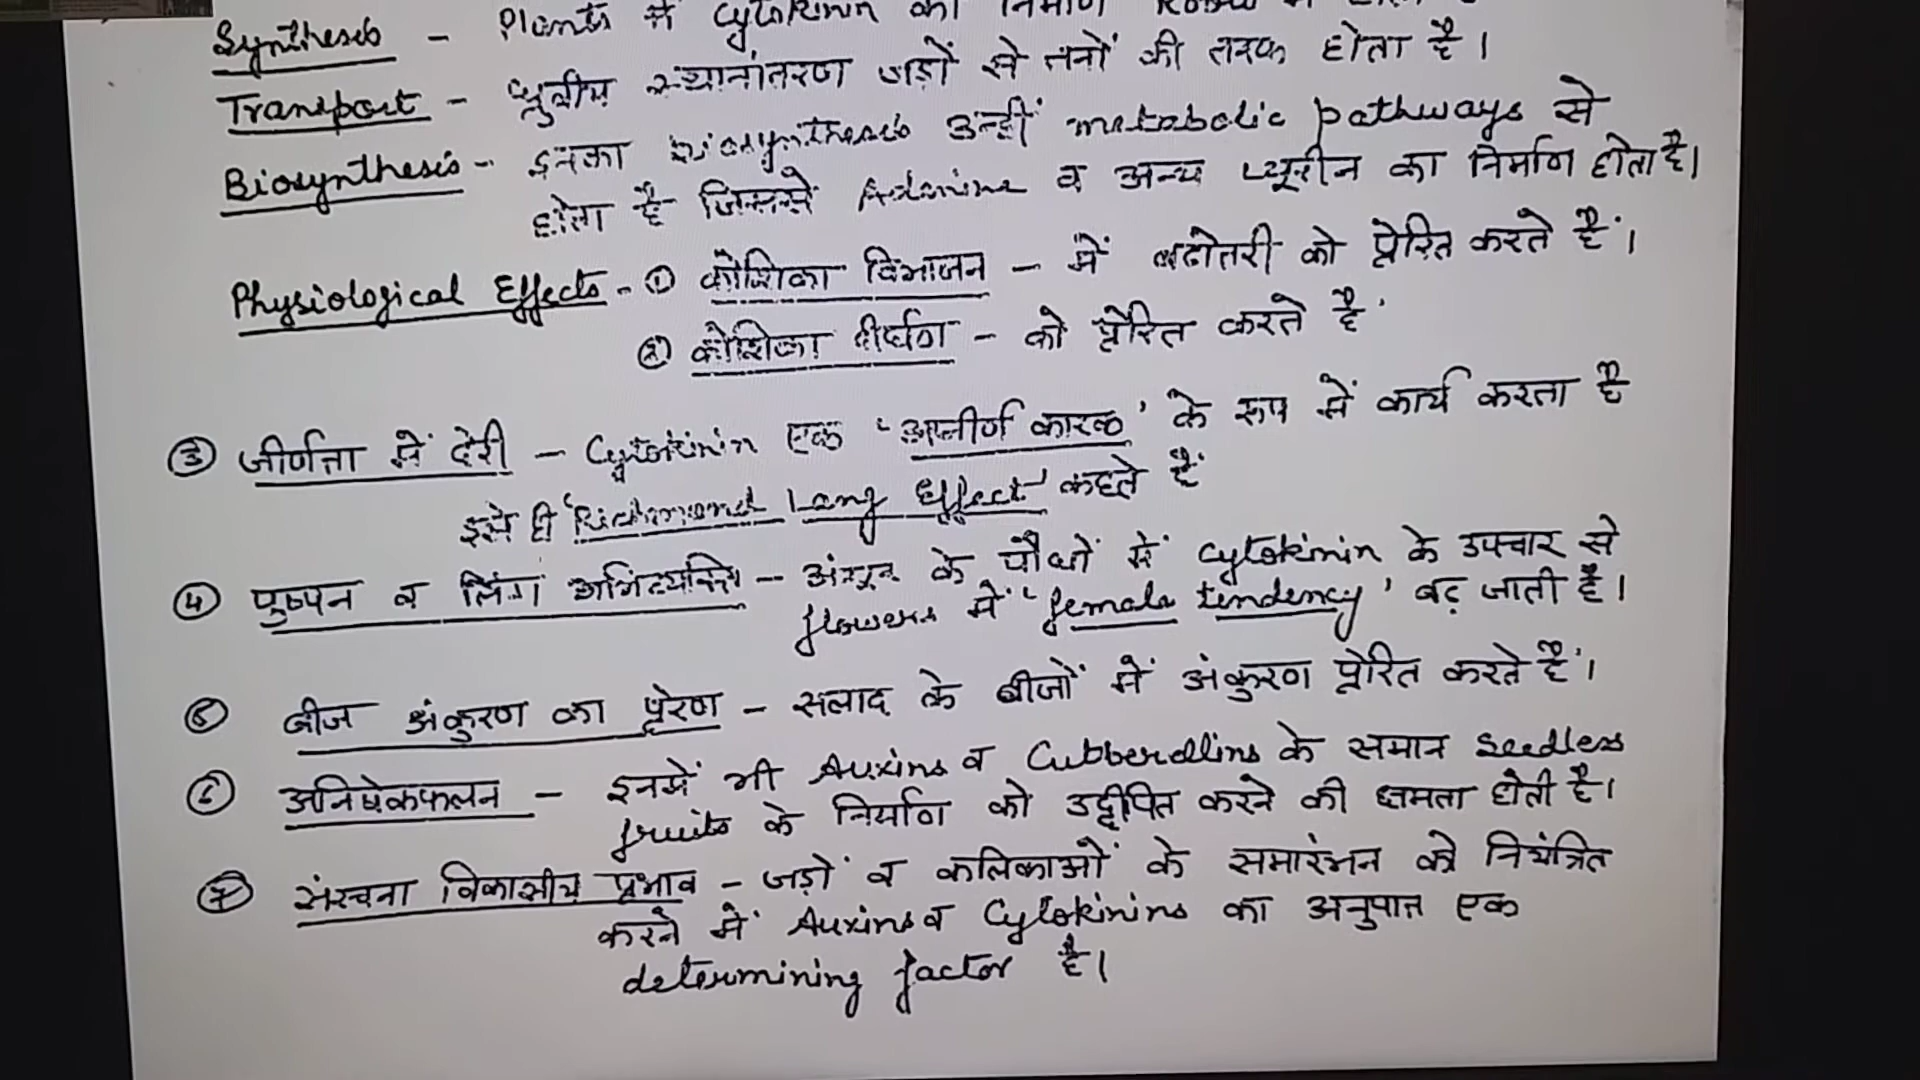 Synthesis - Plants में Cytokinin का निर्माण Roots में
Transport - ध्रुवीय स्थानांतरण जड़ों से तनों की तरफ होता है।
Biosynthesis - इनका Biosynthesis उन्हीं metabolic pathways से
होता है जिनसे Adenine व अन्य प्यूरीन का निर्माण होता है।
Physiological Effects - ① कोशिका विभाजन - में बढोतरी को प्रेरित करते हैं।
② कोशिका दीर्घण - को प्रेरित करते हैं
③ जीर्णता में देरी - Cytokinin एक 'अजीर्ण कारक' के रूप में कार्य करता है
इसे ही 'Richmond Lang Effect' कहते हैं
④ पुष्पन व लिंग अभिव्यक्ति - अंगूर के पौधों में Cytokinin के उपचार से
flowers में 'female tendency' बढ़ जाती है।
⑤ बीज अंकुरण का प्रेरण - सलाद के बीजों में अंकुरण प्रेरित करते हैं।
⑥ अनिषेकफलन - इनमें भी Auxins व Gibberellins के समान seedless
fruits के निर्माण को उद्दीपित करने की क्षमता होती है।
⑦ संरचना विकासीय प्रभाव - जड़ों व कलिकाओं के समारंभन को नियंत्रित
करने में Auxins व Cytokinins का अनुपात एक
determining factor है।